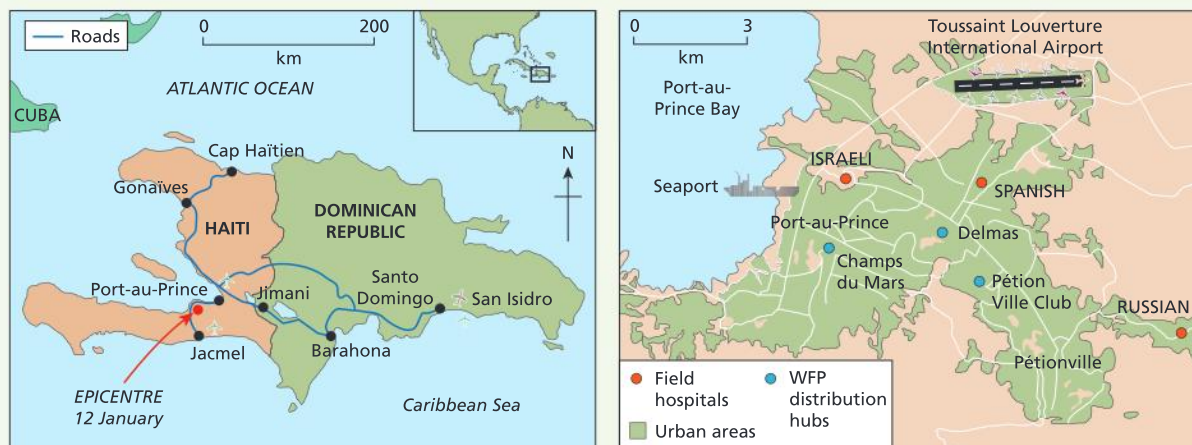 Roads
0
200
km
ATLANTIC OCEAN
CUBA
Cap Haïtien
Gonaïves
N
HAITI
DOMINICAN
REPUBLIC
Port-au-Prince
Jimani
Santo
Domingo
San Isidro
Jacmel
Barahona
EPICENTRE
12 January
Caribbean Sea
0
3
km
Toussaint Louverture
International Airport
Port-au-
Prince Bay
ISRAELI
Seaport
SPANISH
Port-au-Prince
Delmas
Champs
du Mars
Pétion
Ville Club
RUSSIAN
Pétionville
Field
hospitals
WFP
distribution
hubs
Urban areas